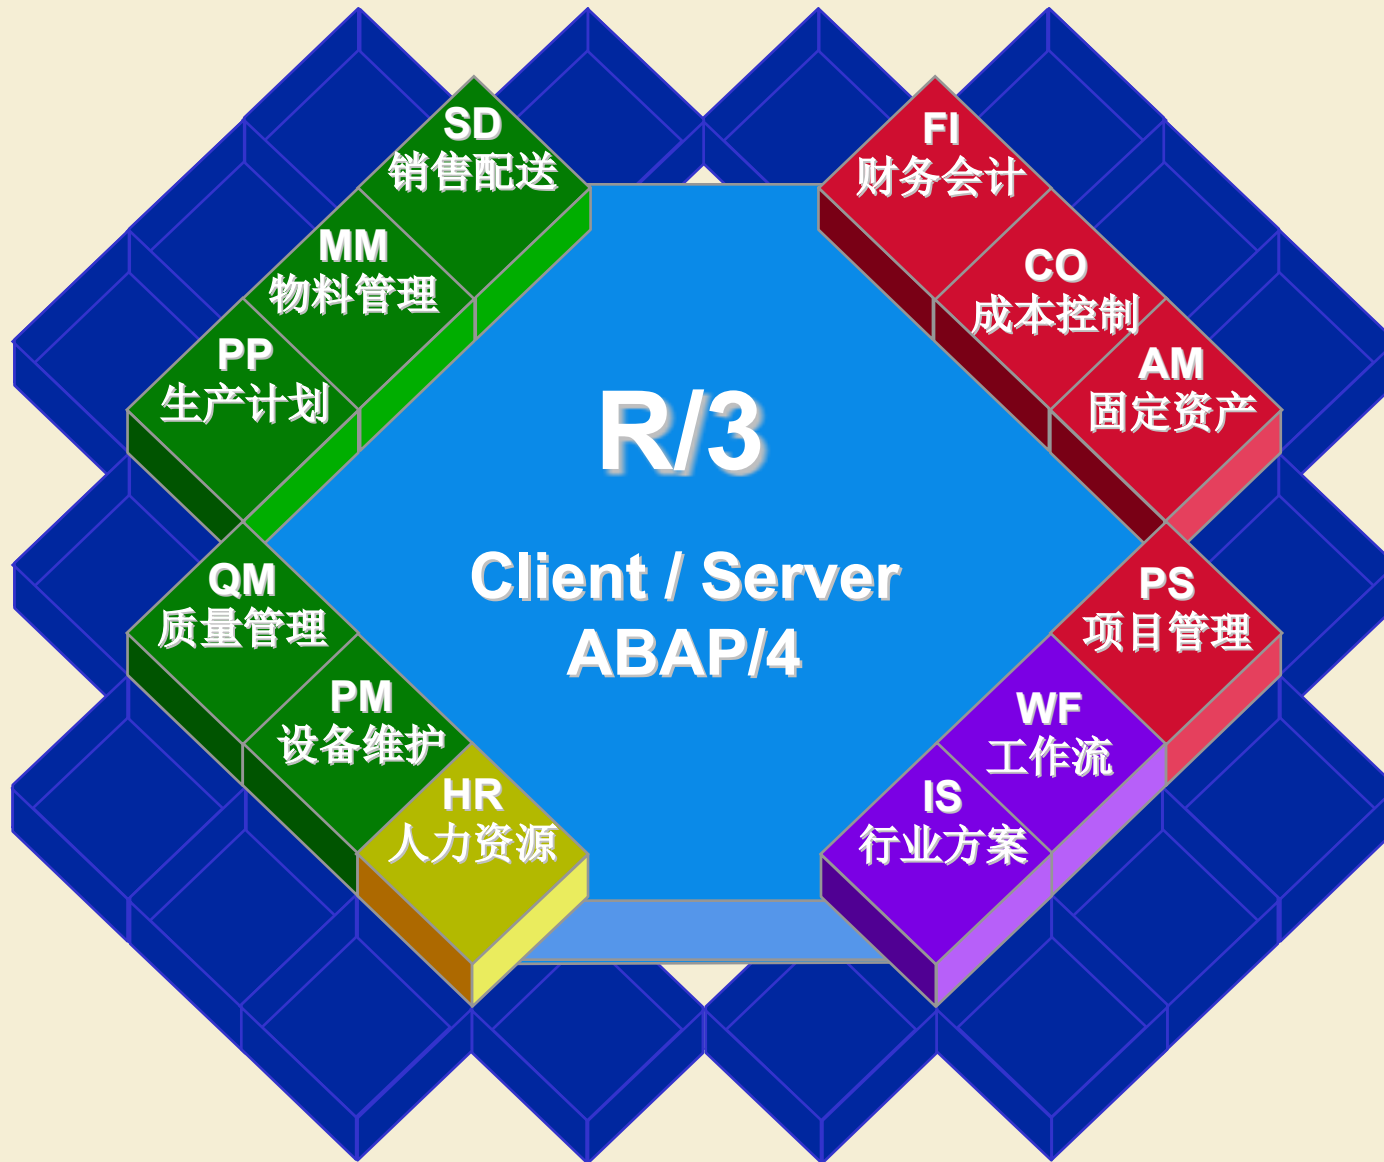 SD
销售配送
MM
物料管理
PP
生产计划
QM
质量管理
PM
设备维护
HR
人力资源
R/3
Client / Server
ABAP/4
FI
财务会计
CO
成本控制
AM
固定资产
PS
项目管理
WF
工作流
IS
行业方案